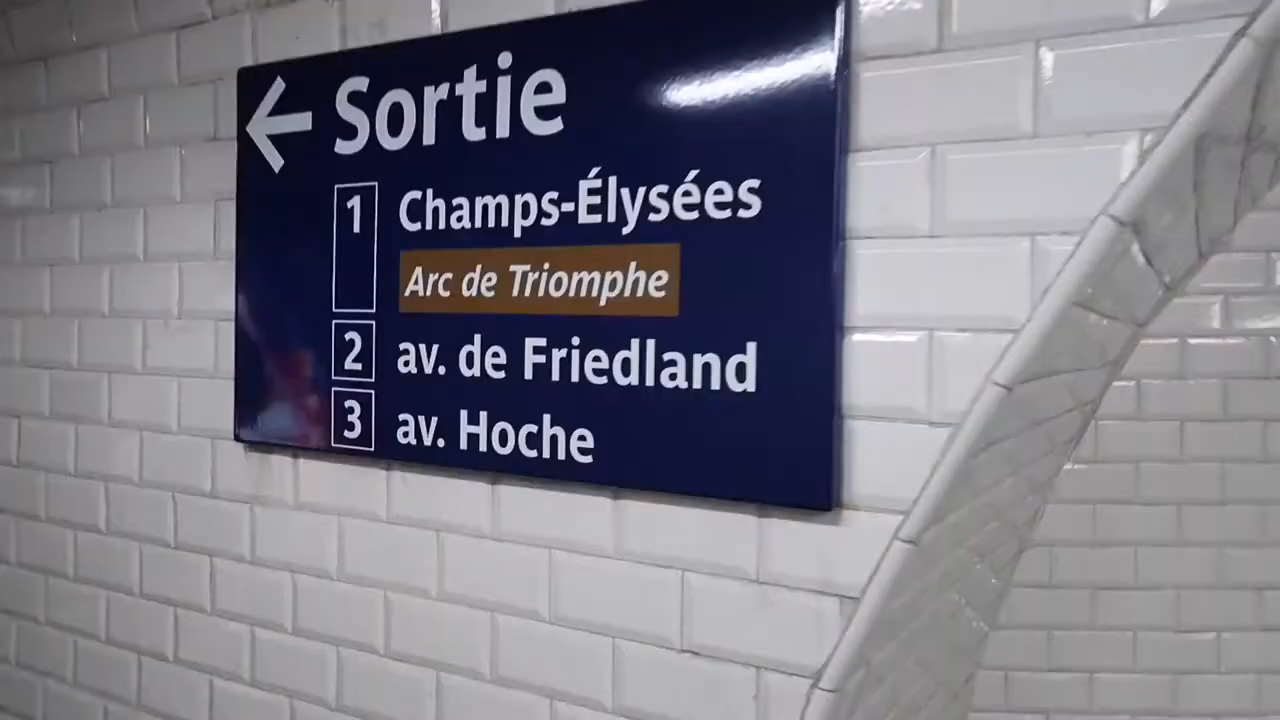 ← Sortie
1 Champs-Élysées
Arc de Triomphe
2 av. de Friedland
3 av. Hoche